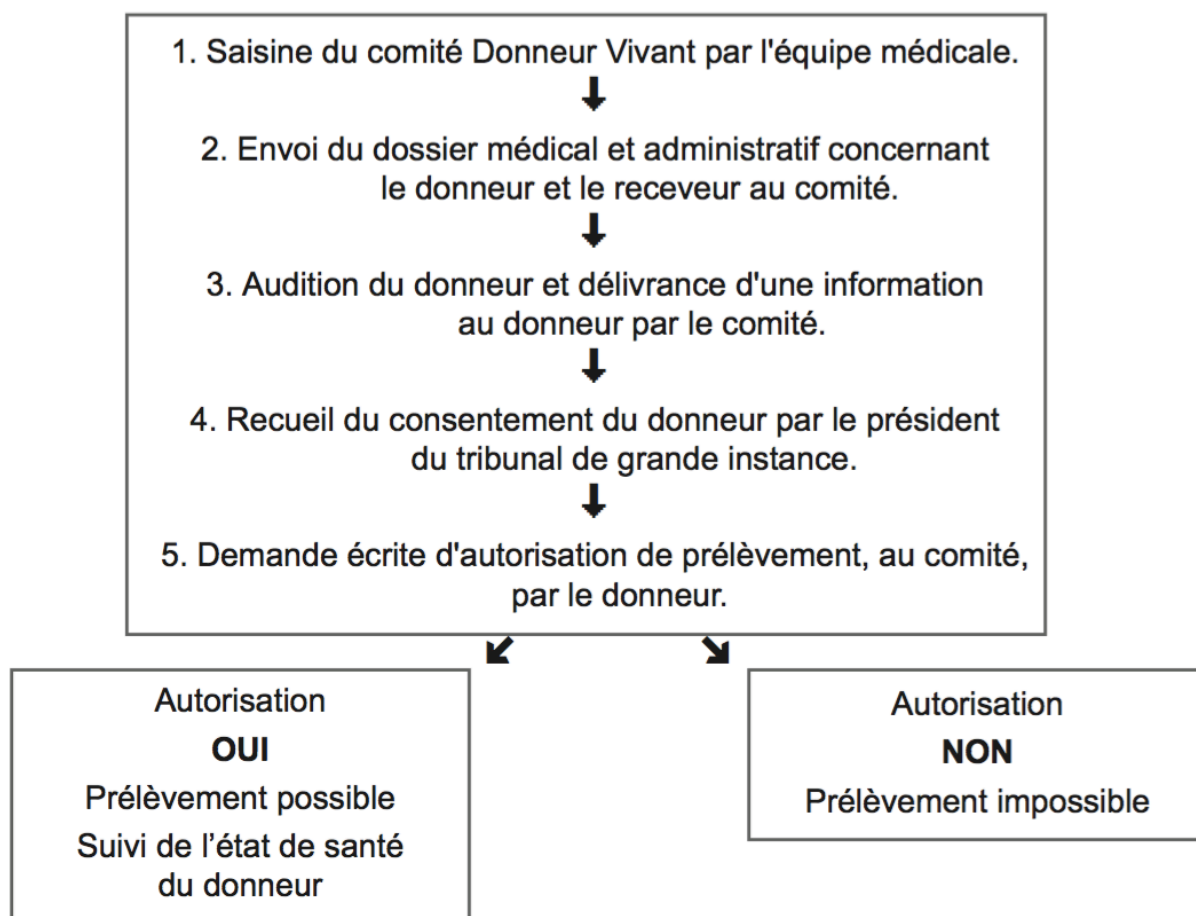 1. Saisine du comité Donneur Vivant par l'équipe médicale.
2. Envoi du dossier médical et administratif concernant
le donneur et le receveur au comité.
3. Audition du donneur et délivrance d'une information
au donneur par le comité.
4. Recueil du consentement du donneur par le président
du tribunal de grande instance.
5. Demande écrite d'autorisation de prélèvement, au comité,
par le donneur.
Autorisation
OUI
Prélèvement possible
Suivi de l’état de santé
du donneur
Autorisation
NON
Prélèvement impossible